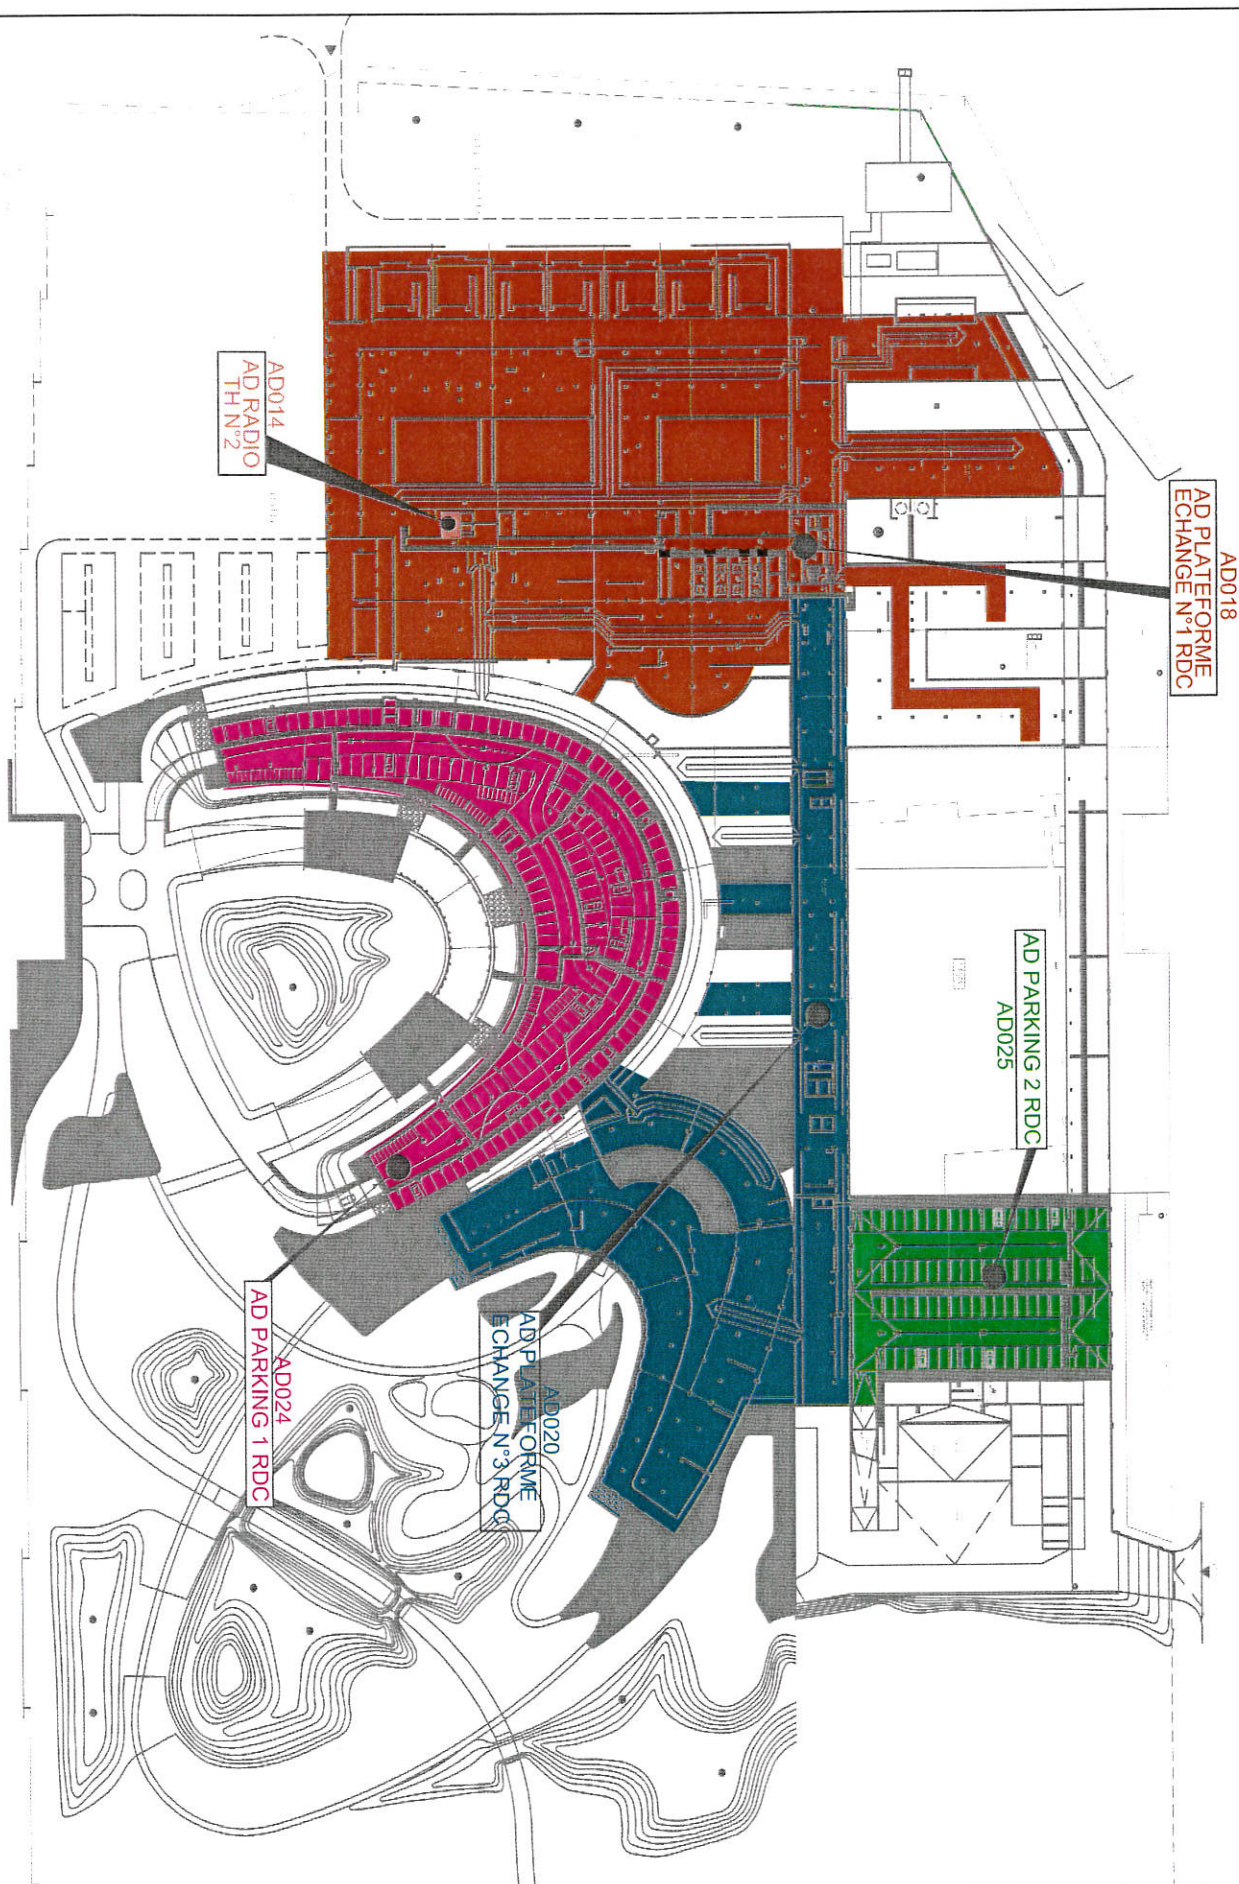 AD018
AD PLATEFORME
ECHANGE N°1 RDC
AD014
AD RADIO
TH N°2
AD PARKING 2 RDC
AD025
AD020
AD PLATEFORME
ECHANGE N°3 RDC
AD024
AD PARKING 1 RDC